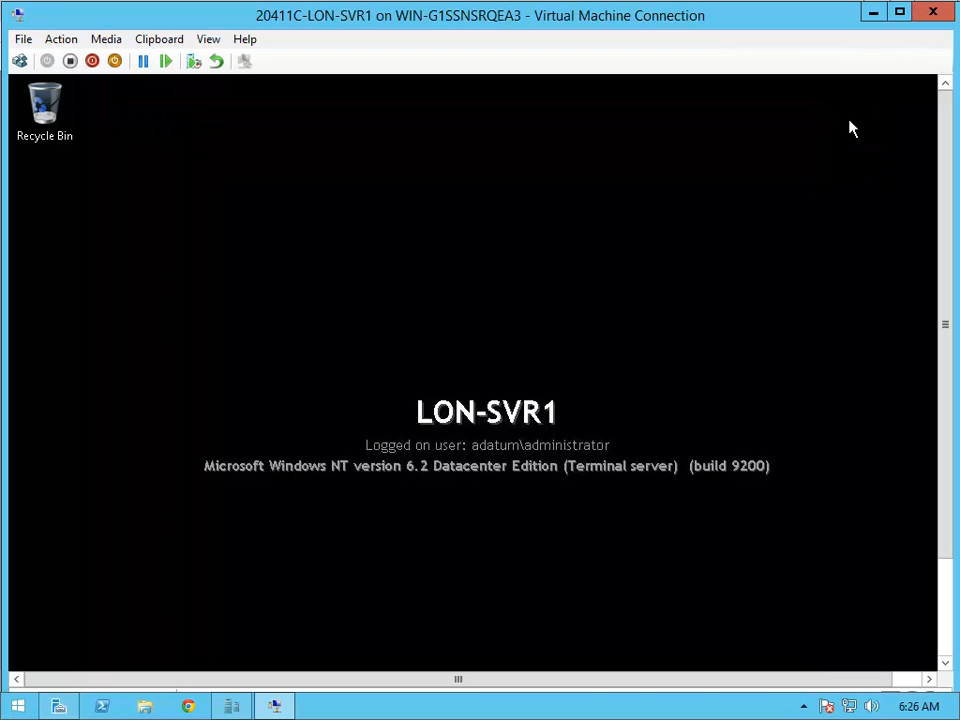 20411C-LON-SVR1 on WIN-G1SSNSRQEA3 - Virtual Machine Connection
File Action Media Clipboard View Help
Recycle Bin
LON-SVR1
Logged on user: adatum\administrator
Microsoft Windows NT version 6.2 Datacenter Edition (Terminal server) (build 9200)
6:26 AM